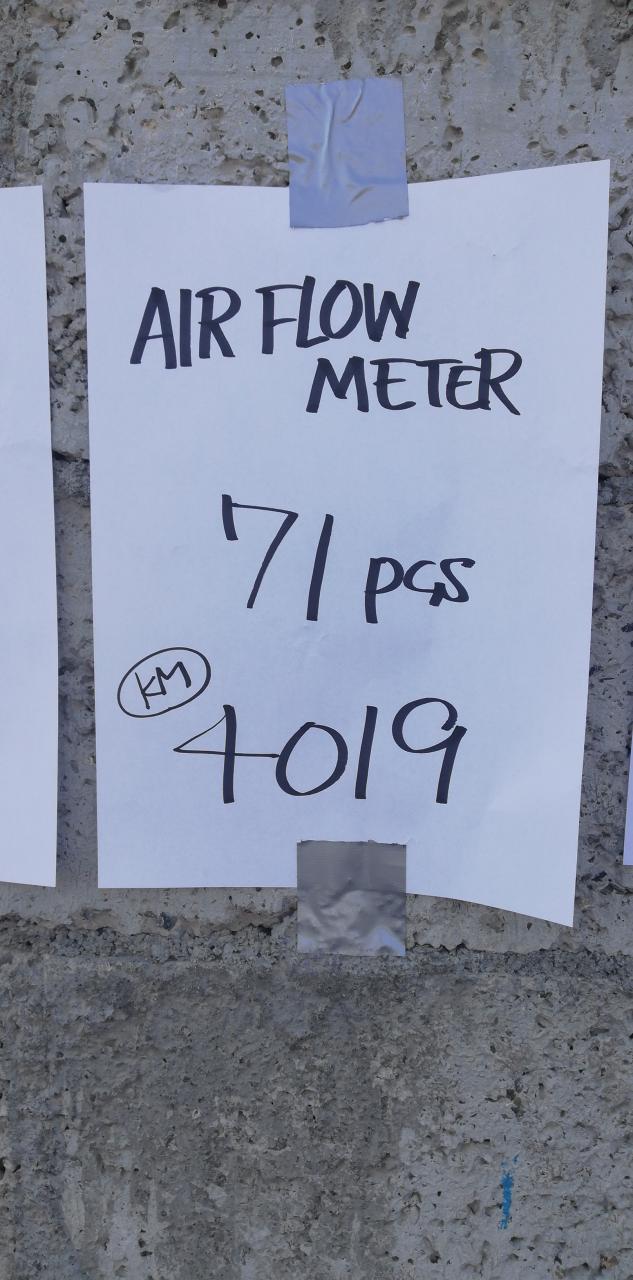 AIR FLOW
METER
71 pcs
KM
4019